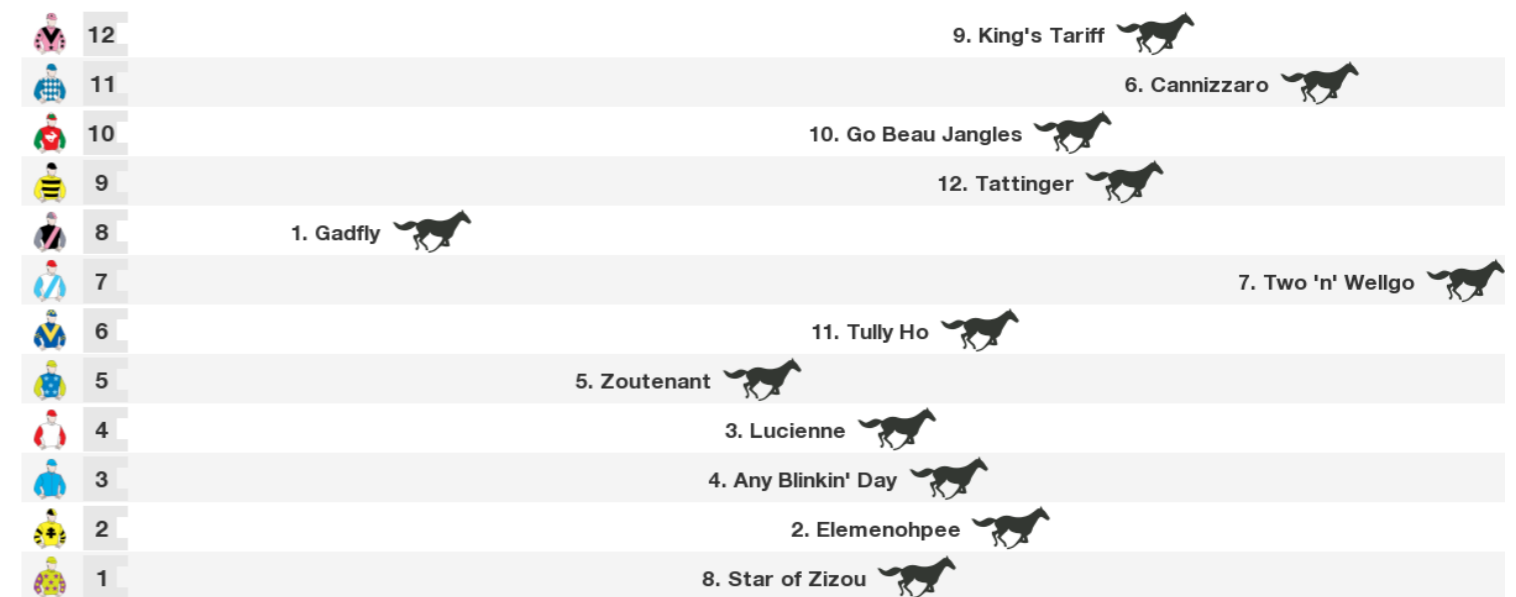 12 9. King's Tariff
11 6. Cannizzaro
10 10. Go Beau Jangles
9 12. Tattinger
8 1. Gadfly
7 7. Two 'n' Wellgo
6 11. Tully Ho
5 5. Zoutenant
4 3. Lucienne
3 4. Any Blinkin' Day
2 2. Elemenohpee
1 8. Star of Zizou